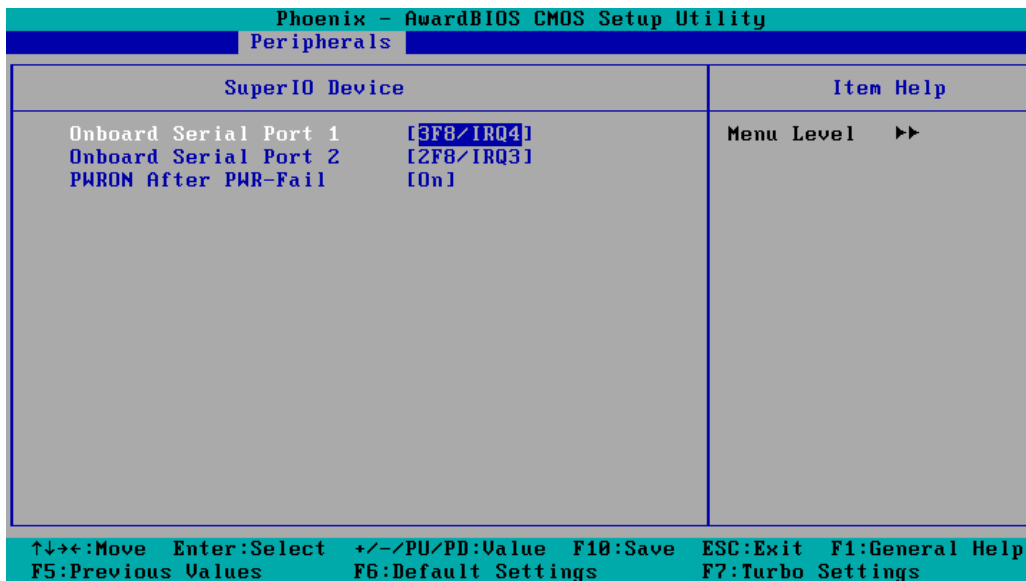 Phoenix - AwardBIOS CMOS Setup Utility
Peripherals
SuperIO Device
Item Help
Onboard Serial Port 1 [3F8/IRQ4]
Onboard Serial Port 2 [2F8/IRQ3]
PWRON After PWR-Fail [On]
Menu Level ▶▶
↑↓→←:Move Enter:Select +/-/PU/PD:Value F10:Save ESC:Exit F1:General Help
F5:Previous Values F6:Default Settings F7:Turbo Settings